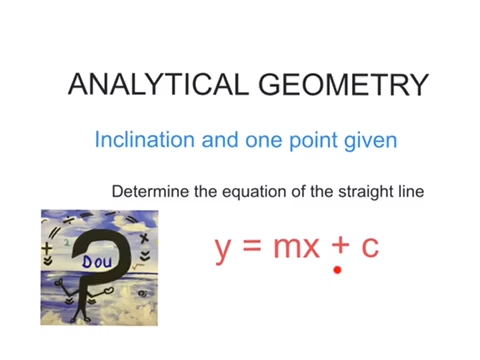 ANALYTICAL GEOMETRY
Inclination and one point given
Determine the equation of the straight line
Dou
y = mx + c